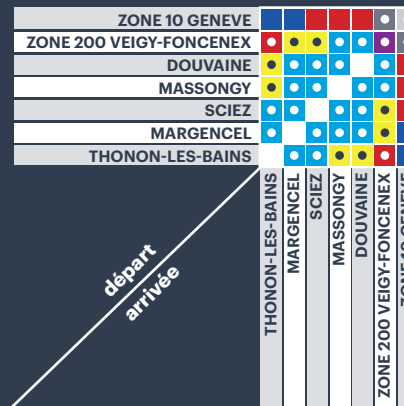 ZONE 10 GENEVE
ZONE 200 VEIGY-FONCENEX
DOUVAINE
MASSONGY
SCIEZ
MARGENCEL
THONON-LES-BAINS
départ
arrivée
THONON-LES-BAINS
MARGENCEL
SCIEZ
MASSONGY
DOUVAINE
ZONE 200 VEIGY-FONCENEX